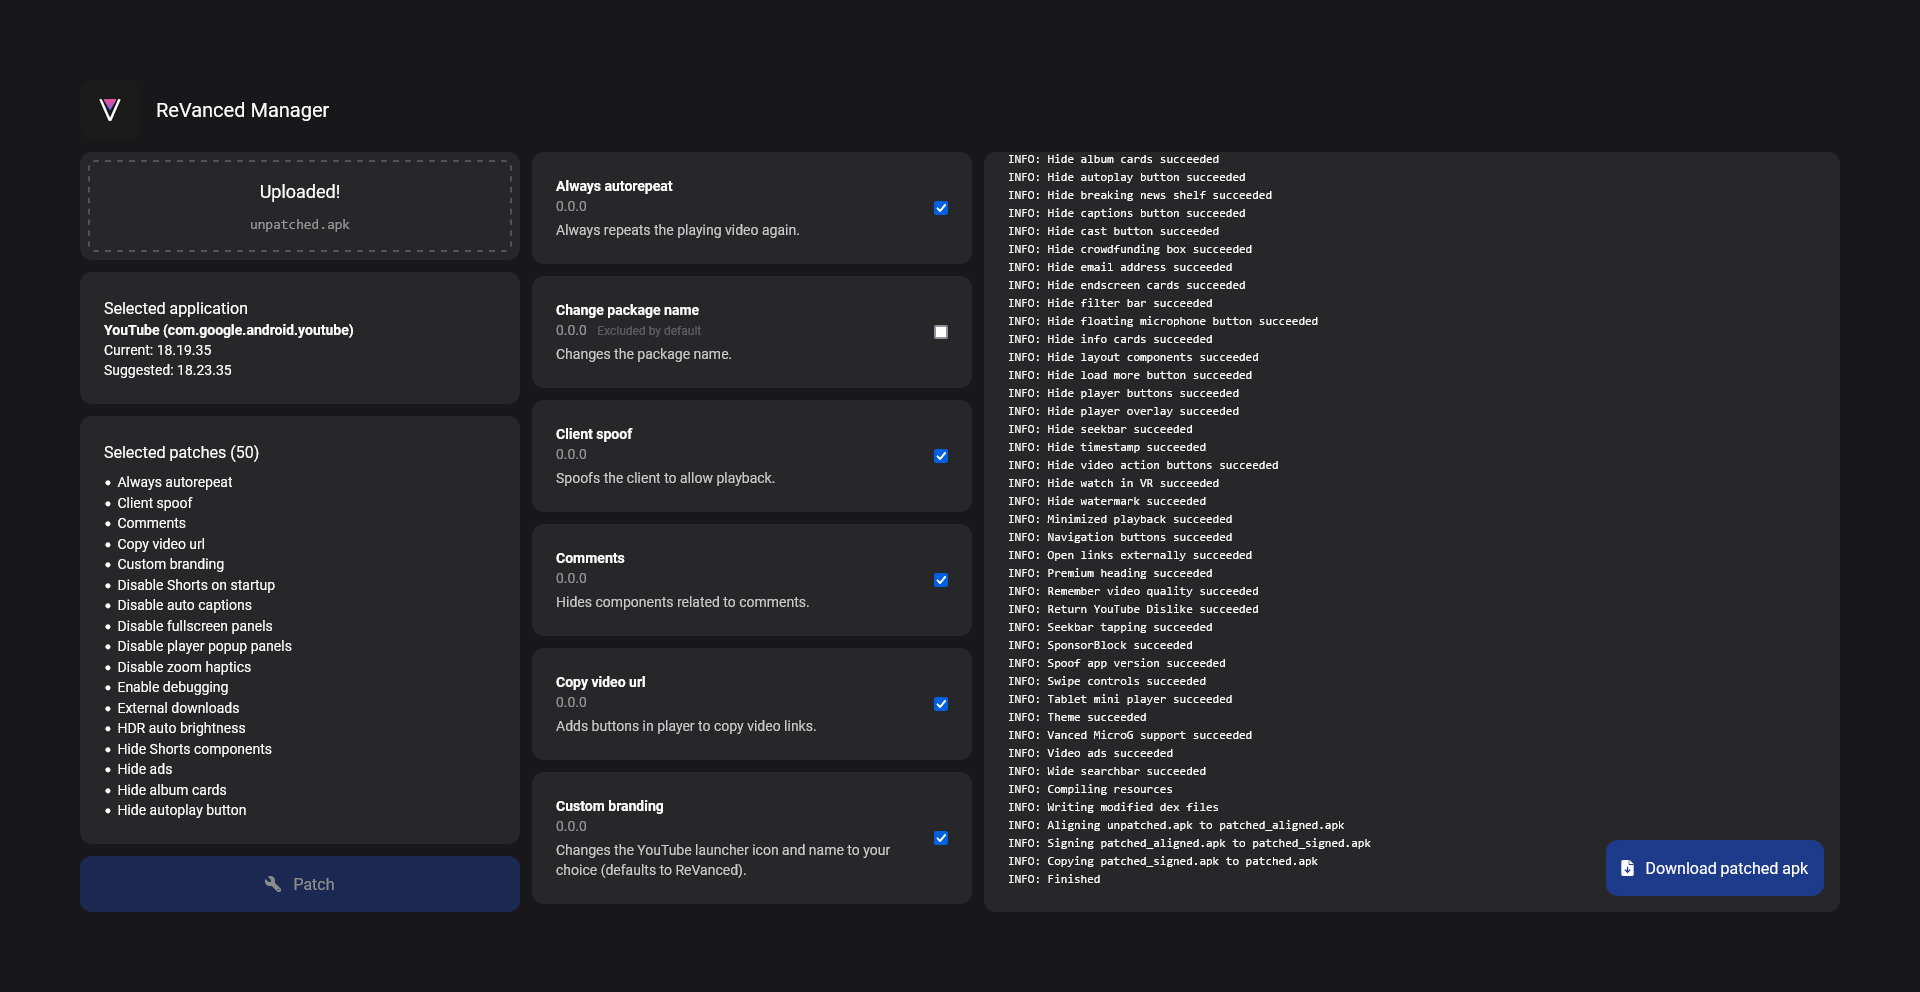 ReVanced Manager
Uploaded!
unpatched.apk
Selected application
YouTube (com.google.android.youtube)
Current: 18.19.35
Suggested: 18.23.35
Selected patches (50)
Always autorepeat
Client spoof
Comments
Copy video url
Custom branding
Disable Shorts on startup
Disable auto captions
Disable fullscreen panels
Disable player popup panels
Disable zoom haptics
Enable debugging
External downloads
HDR auto brightness
Hide Shorts components
Hide ads
Hide album cards
Hide autoplay button
Patch
Always autorepeat
0.0.0
Always repeats the playing video again.
Change package name
0.0.0 Excluded by default
Changes the package name.
Client spoof
0.0.0
Spoofs the client to allow playback.
Comments
0.0.0
Hides components related to comments.
Copy video url
0.0.0
Adds buttons in player to copy video links.
Custom branding
0.0.0
Changes the YouTube launcher icon and name to your
choice (defaults to ReVanced).
INFO: Hide album cards succeeded
INFO: Hide autoplay button succeeded
INFO: Hide breaking news shelf succeeded
INFO: Hide captions button succeeded
INFO: Hide cast button succeeded
INFO: Hide crowdfunding box succeeded
INFO: Hide email address succeeded
INFO: Hide endscreen cards succeeded
INFO: Hide filter bar succeeded
INFO: Hide floating microphone button succeeded
INFO: Hide info cards succeeded
INFO: Hide layout components succeeded
INFO: Hide load more button succeeded
INFO: Hide player buttons succeeded
INFO: Hide player overlay succeeded
INFO: Hide seekbar succeeded
INFO: Hide timestamp succeeded
INFO: Hide video action buttons succeeded
INFO: Hide watch in VR succeeded
INFO: Hide watermark succeeded
INFO: Minimized playback succeeded
INFO: Navigation buttons succeeded
INFO: Open links externally succeeded
INFO: Premium heading succeeded
INFO: Remember video quality succeeded
INFO: Return YouTube Dislike succeeded
INFO: Seekbar tapping succeeded
INFO: SponsorBlock succeeded
INFO: Spoof app version succeeded
INFO: Swipe controls succeeded
INFO: Tablet mini player succeeded
INFO: Theme succeeded
INFO: Vanced MicroG support succeeded
INFO: Video ads succeeded
INFO: Wide searchbar succeeded
INFO: Compiling resources
INFO: Writing modified dex files
INFO: Aligning unpatched.apk to patched_aligned.apk
INFO: Signing patched_aligned.apk to patched_signed.apk
INFO: Copying patched_signed.apk to patched.apk
INFO: Finished
Download patched apk